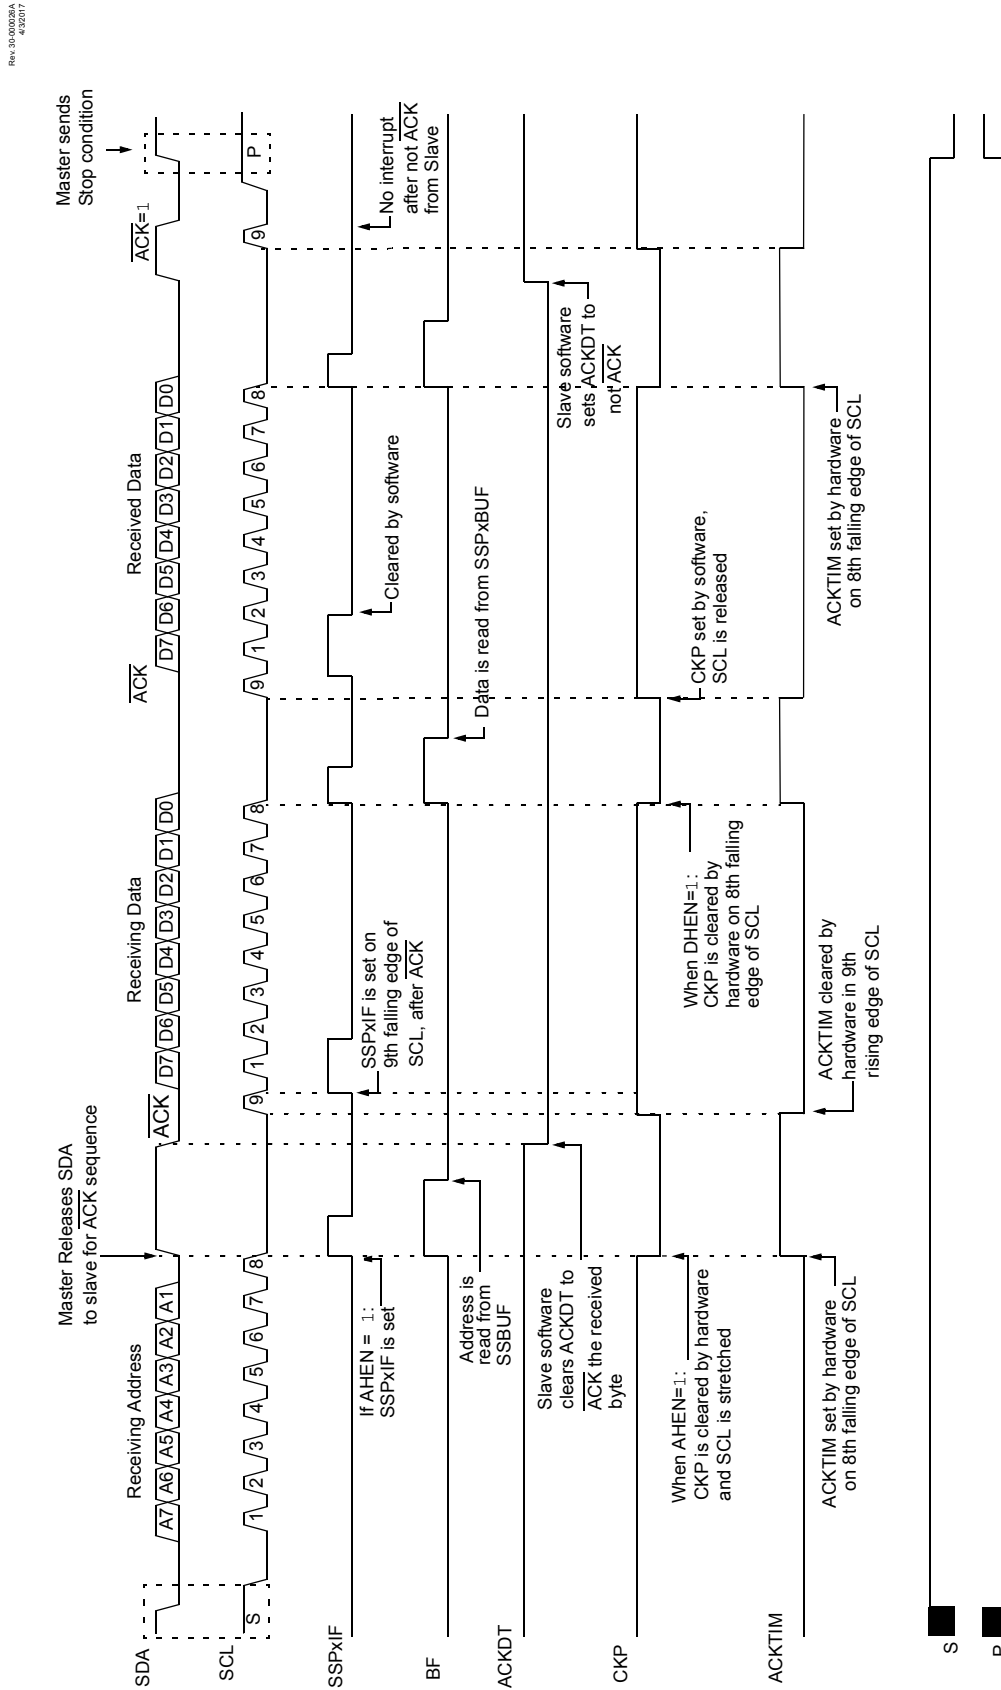 Rev. 30-000026A
4/3/2017
Master Releases SDA
to slave for ACK sequence
Master sends
Stop condition
Receiving Address
Receiving Data
Received Data
ACK
ACK
ACK=1
SDA
A7 A6 A5 A4 A3 A2 A1
D7 D6 D5 D4 D3 D2 D1 D0
D7 D6 D5 D4 D3 D2 D1 D0
SCL
S
1 2 3 4 5 6 7 8 9
1 2 3 4 5 6 7 8 9
1 2 3 4 5 6 7 8 9
P
SSPxIF
If AHEN = 1:
SSPxIF is set
SSPxIF is set on
9th falling edge of
SCL, after ACK
Cleared by software
No interrupt
after not ACK
from Slave
BF
Address is
read from
SSBUF
Data is read from SSPxBUF
ACKDT
Slave software
clears ACKDT to
ACK the received
byte
Slave software
sets ACKDT to
not ACK
CKP
When AHEN=1:
CKP is cleared by hardware
and SCL is stretched
When DHEN=1:
CKP is cleared by
hardware on 8th falling
edge of SCL
CKP set by software,
SCL is released
ACKTIM
ACKTIM set by hardware
on 8th falling edge of SCL
ACKTIM cleared by
hardware in 9th
rising edge of SCL
ACKTIM set by hardware
on 8th falling edge of SCL
S
P